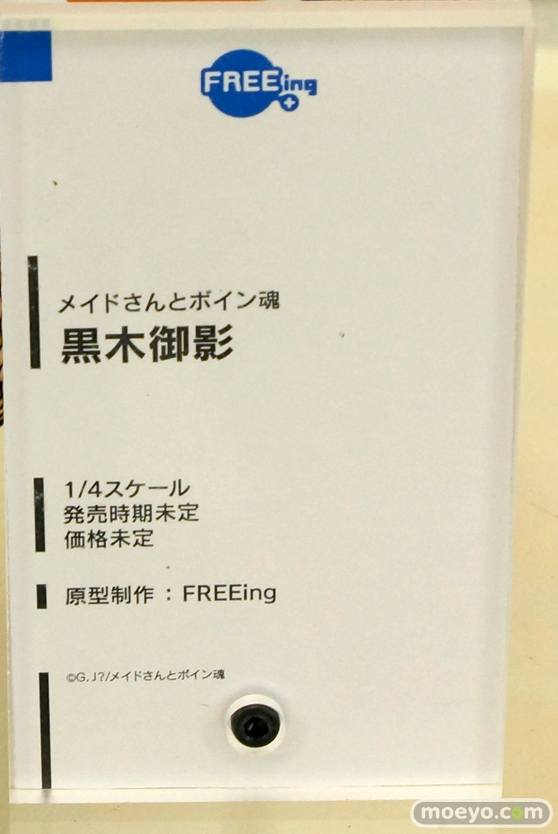 FREEing
メイドさんとボイン魂
黒木御影
1/4スケール
発売時期未定
価格未定
原型制作：FREEing
©G.J?/メイドさんとボイン魂
moeyo.com